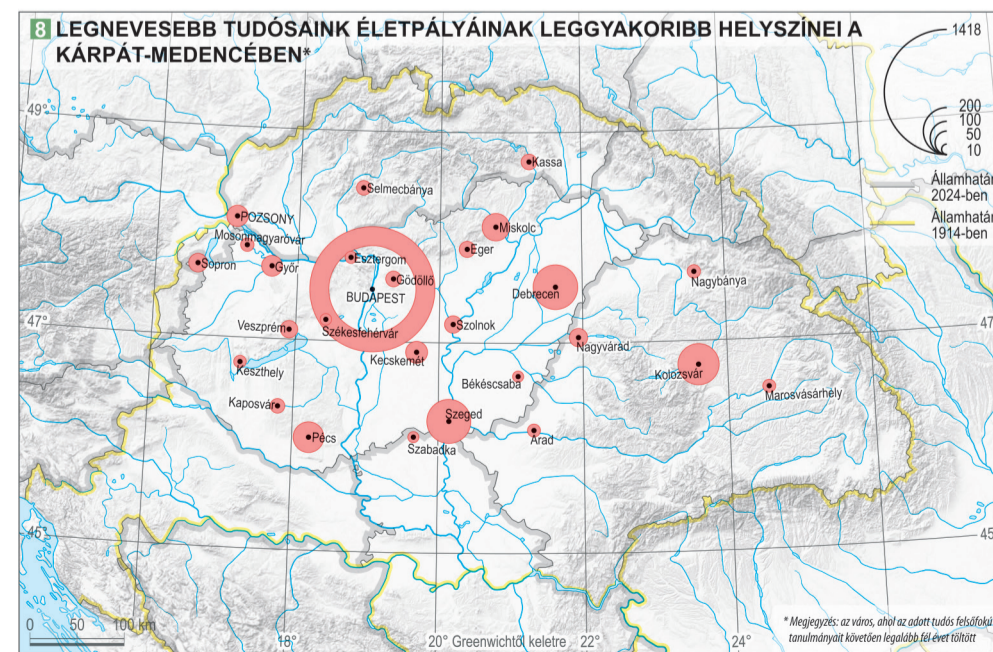 8 LEGNEVESEBB TUDÓSAINK ÉLETPÁLYÁINAK LEGGYAKORIBB HELYSZÍNEI A
KÁRPÁT-MEDENCÉBEN*
1418
200
100
50
10
Államhatár
2024-ben
Államhatár
1914-ben
49°
Kassa
Selmecbánya
POZSONY
Miskolc
Mosonmagyaróvár
Eger
Sopron
Győr
Esztergom
Gödöllő
Nagybánya
BUDAPEST
Debrecen
47°
47°
Veszprém
Székesfehérvár
Szolnok
Nagyvárad
Keszthely
Kecskemét
Kolozsvár
Békéscsaba
Marosvásárhely
Kaposvár
Szeged
Pécs
Szabadka
Arad
45°
45°
0 50 100 km
18°
20° Greenwichtől keletre
22°
24°
* Megjegyzés: az város, ahol az adott tudós felsőfokú
tanulmányait követően legalább fél évet töltött